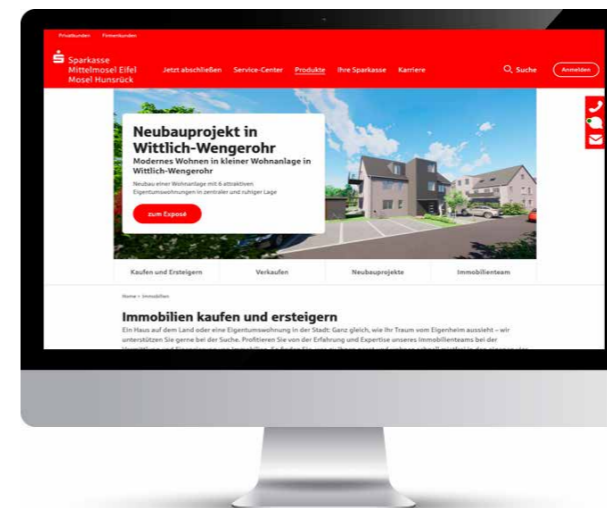 Privatkunden Firmenkunden
Sparkasse
Mittelmosel Eifel
Mosel Hunsrück
Jetzt abschließen Service-Center Produkte Ihre Sparkasse Karriere
Suche
Anmelden
Neubauprojekt in
Wittlich-Wengerohr
Modernes Wohnen in kleiner Wohnanlage in
Wittlich-Wengerohr
Neubau einer Wohnanlage mit 6 attraktiven
Eigentumswohnungen in zentraler und ruhiger Lage
zum Exposé
Kaufen und Ersteigern Verkaufen Neubauprojekte Immobilienteam
Home > Immobilien
Immobilien kaufen und ersteigern
Ein Haus auf dem Land oder eine Eigentumswohnung in der Stadt: Ganz gleich, wie Ihr Traum vom Eigenheim aussieht – wir
unterstützen Sie gerne bei der Suche. Profitieren Sie von der Erfahrung und Expertise unseres Immobilienteams bei der